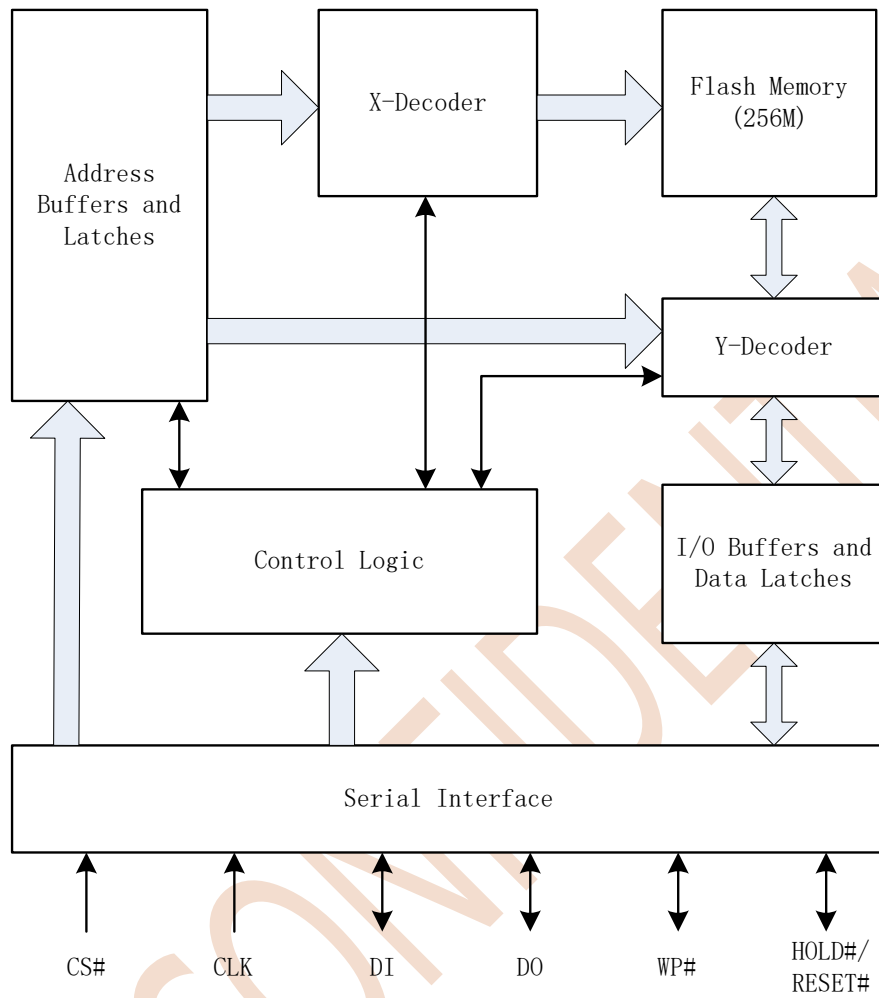 Address
Buffers and
Latches
X-Decoder
Flash Memory
(256M)
Y-Decoder
Control Logic
I/O Buffers and
Data Latches
Serial Interface
CS#
CLK
DI
DO
WP#
HOLD#/
RESET#
CONFIDENTIA